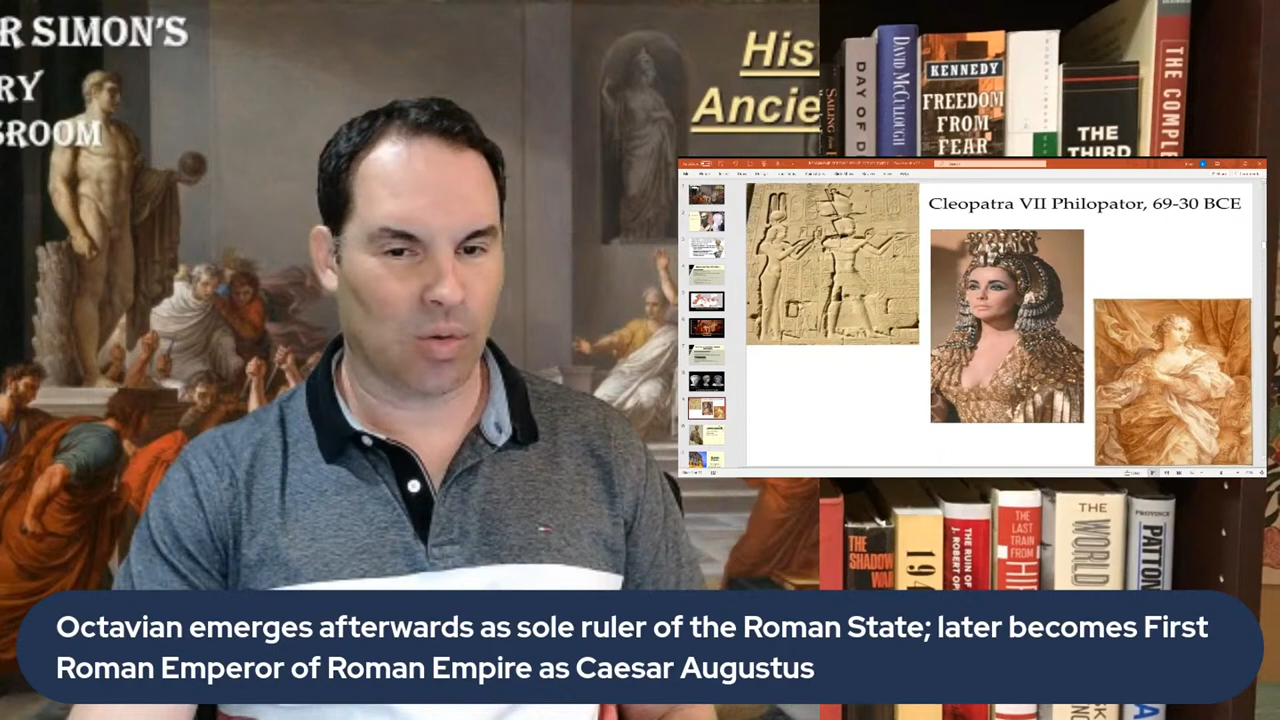 R SIMON'S
RY
SROOM
His
Ancie
DAY OF D
DAVID McCULLOUGH
KENNEDY
FREEDOM
FROM
FEAR
THE
THIRD
THE COMPLE
Cleopatra VII Philopator, 69-30 BCE
THE
SHADOW
WAR
194
THE RUIN OF
J. ROBERT OP
THE
LAST
TRAIN
FROM
HI
THE
WORLD
PROVINCE
PATTON
Octavian emerges afterwards as sole ruler of the Roman State; later becomes First
Roman Emperor of Roman Empire as Caesar Augustus